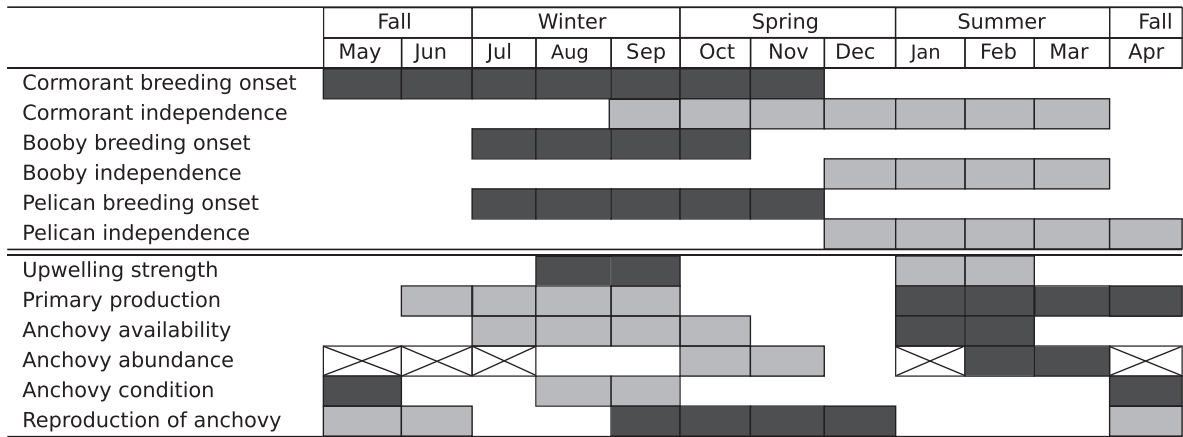 Fall Winter Spring Summer Fall
May Jun Jul Aug Sep Oct Nov Dec Jan Feb Mar Apr
Cormorant breeding onset
Cormorant independence
Booby breeding onset
Booby independence
Pelican breeding onset
Pelican independence
Upwelling strength
Primary production
Anchovy availability
Anchovy abundance
Anchovy condition
Reproduction of anchovy